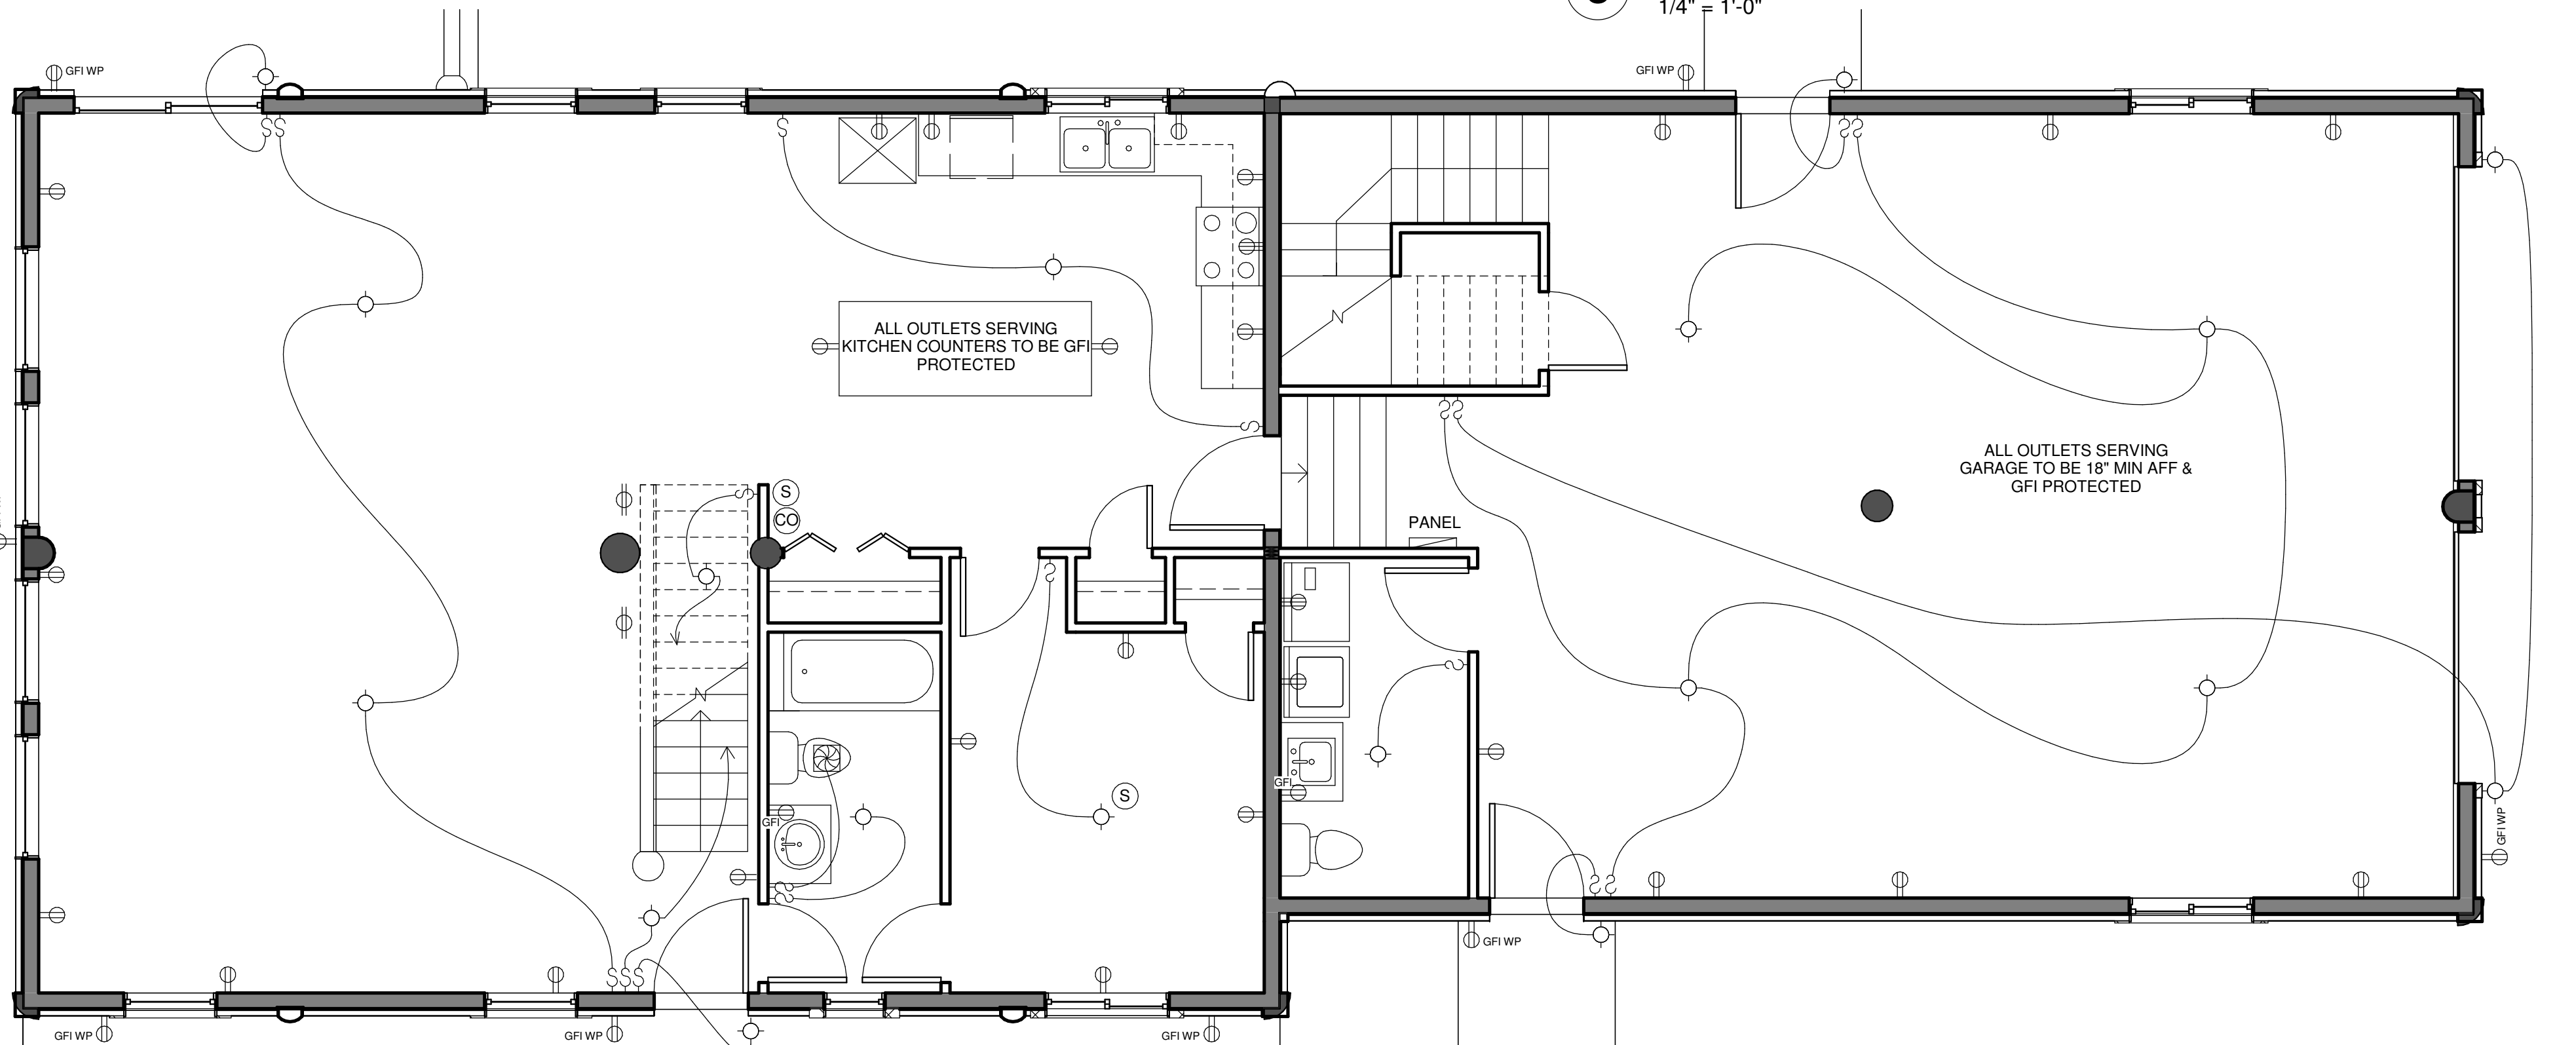 1/4" = 1'-0"
GFI WP
GFI WP
S
S
S
S
S
ALL OUTLETS SERVING
KITCHEN COUNTERS TO BE GFI
PROTECTED
S
S
S
ALL OUTLETS SERVING
GARAGE TO BE 18" MIN AFF &
GFI PROTECTED
S
S
CO
PANEL
S
S
GFI
S
GFI
GFI WP
S
S
S
S
GFI WP
S
S
S
GFI WP
GFI WP
GFI WP